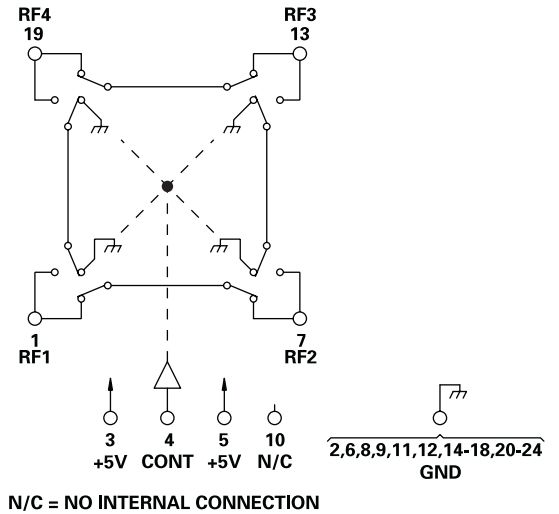 RF4
19
RF3
13
1
RF1
7
RF2
3
+5V
4
CONT
5
+5V
10
N/C
2,6,8,9,11,12,14-18,20-24
GND
N/C = NO INTERNAL CONNECTION